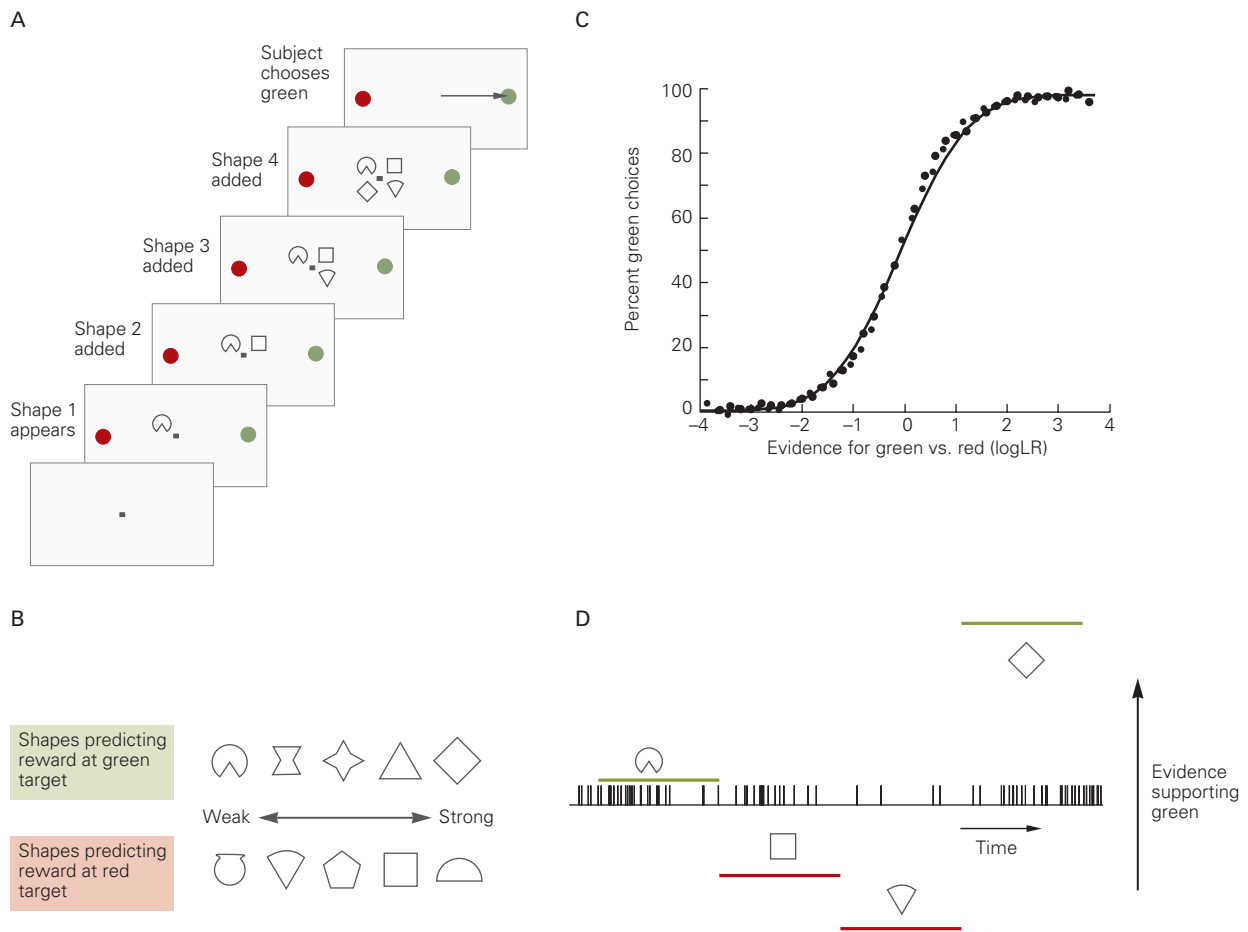 A
Subject
chooses
green
Shape 4
added
Shape 3
added
Shape 2
added
Shape 1
appears
B
Shapes predicting
reward at green
target
Weak
Strong
Shapes predicting
reward at red
target
C
Percent green choices
100
80
60
40
20
0
–4 –3 –2 –1 0 1 2 3 4
Evidence for green vs. red (logLR)
D
Evidence
supporting
green
Time